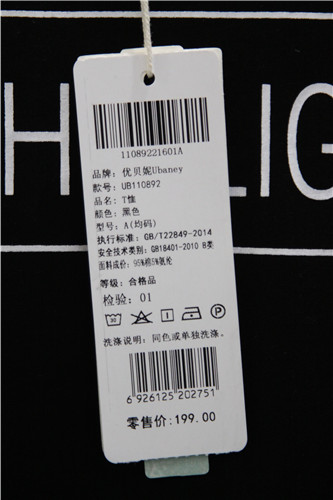 HLIG
11089221601A
品牌：优贝妮Ubaney
款号：UB110892
品名：T恤
颜色：黑色
型号：A(均码)
执行标准：GB/T22849-2014
安全技术类别：GB18401-2010 B类
面料成份：95%棉5%氨纶
等级：合格品
检验：01
洗涤说明：同色或单独洗涤。
6 926125 202751
零售价：199.00